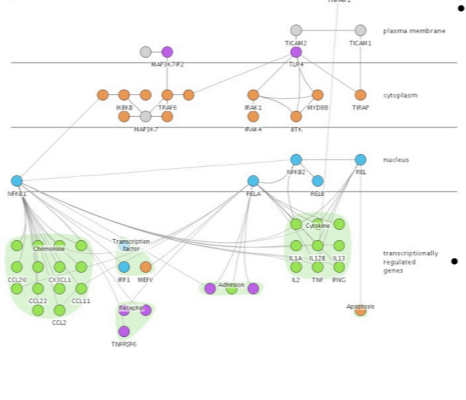 TICAM2 TICAM1 plasma membrane
MAP3K7IP2 TLR4
IKBKB TRAF6 IRAK1 MYD88 TIRAP cytoplasm
MAP3K7 IRAK4 BTK
NFKB2 REL nucleus
NFKB1 RELA RELB
Cytokine
Chemokine Transcription factor IL1A IL12B IL13 transcriptionally
regulated
genes
CCL20 CX3CL1 IRF1 MEFV IL2 TNF IFNG
Adhesion
CCL22 CCL11 Receptor Apoptosis
CCL2
TNFRSF6